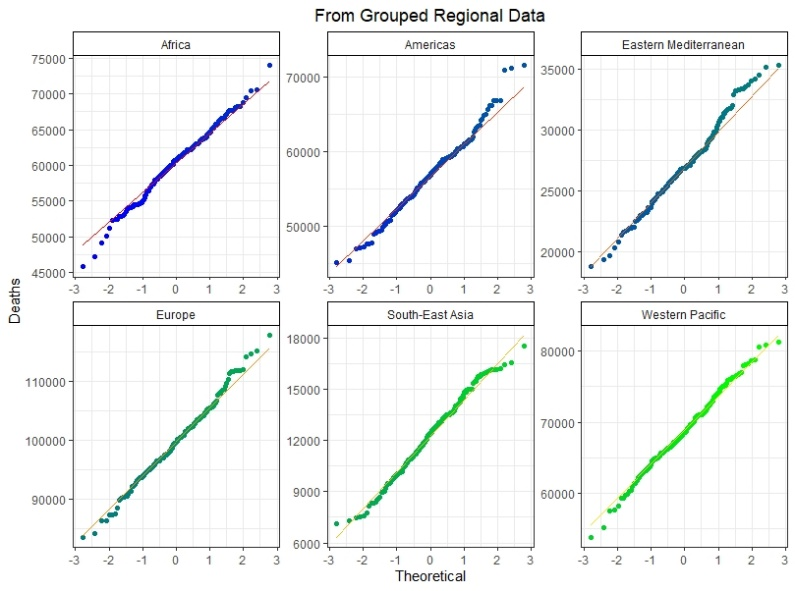 From Grouped Regional Data
Africa
Americas
Eastern Mediterranean
75000
70000
65000
60000
55000
50000
45000
70000
60000
50000
35000
30000
25000
20000
-3 -2 -1 0 1 2 3
-3 -2 -1 0 1 2 3
-3 -2 -1 0 1 2 3
Deaths
Europe
South-East Asia
Western Pacific
110000
100000
90000
18000
15000
12000
9000
6000
80000
70000
60000
-3 -2 -1 0 1 2 3
-3 -2 -1 0 1 2 3
-3 -2 -1 0 1 2 3
Theoretical